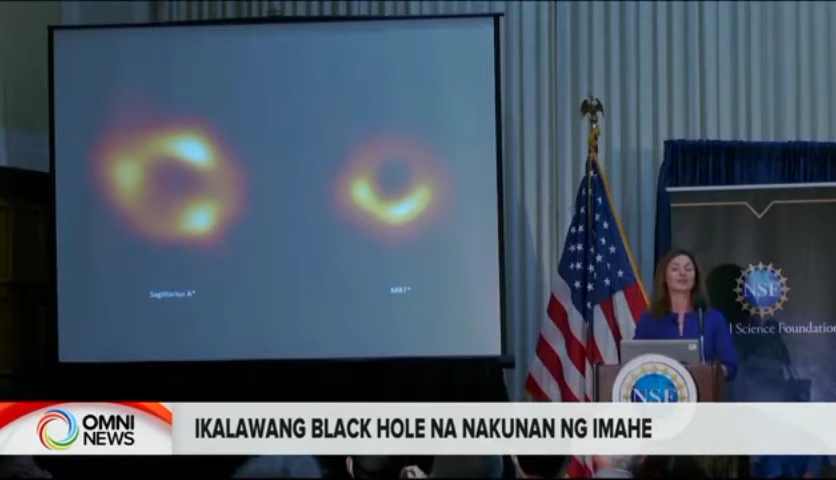 Sagittarius A*
M87*
NSF
l Science Foundation
NSF
OMNI
NEWS
IKALAWANG BLACK HOLE NA NAKUNAN NG IMAHE